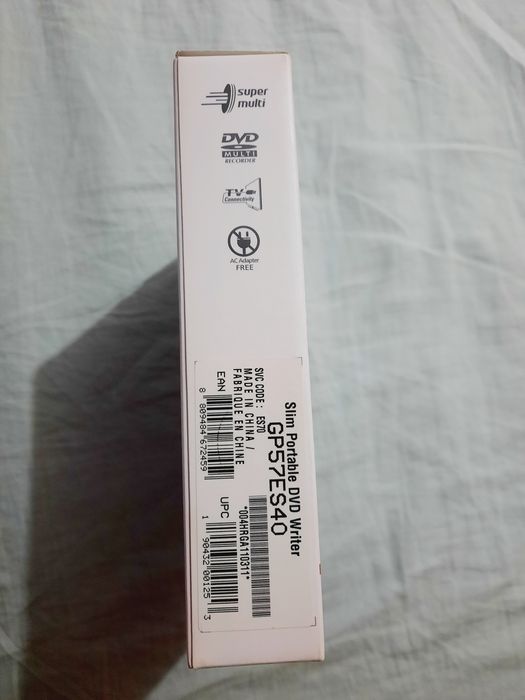 super
multi
DVD
MULTI
RECORDER
TV
Connectivity
AC Adapter
FREE
Slim Portable DVD Writer
GP57ES40
*004HRGA110311*
SVC CODE : ES70
MADE IN CHINA /
FABRIQUE EN CHINE
EAN
8 809484 672459
UPC
1 90432 00125 3